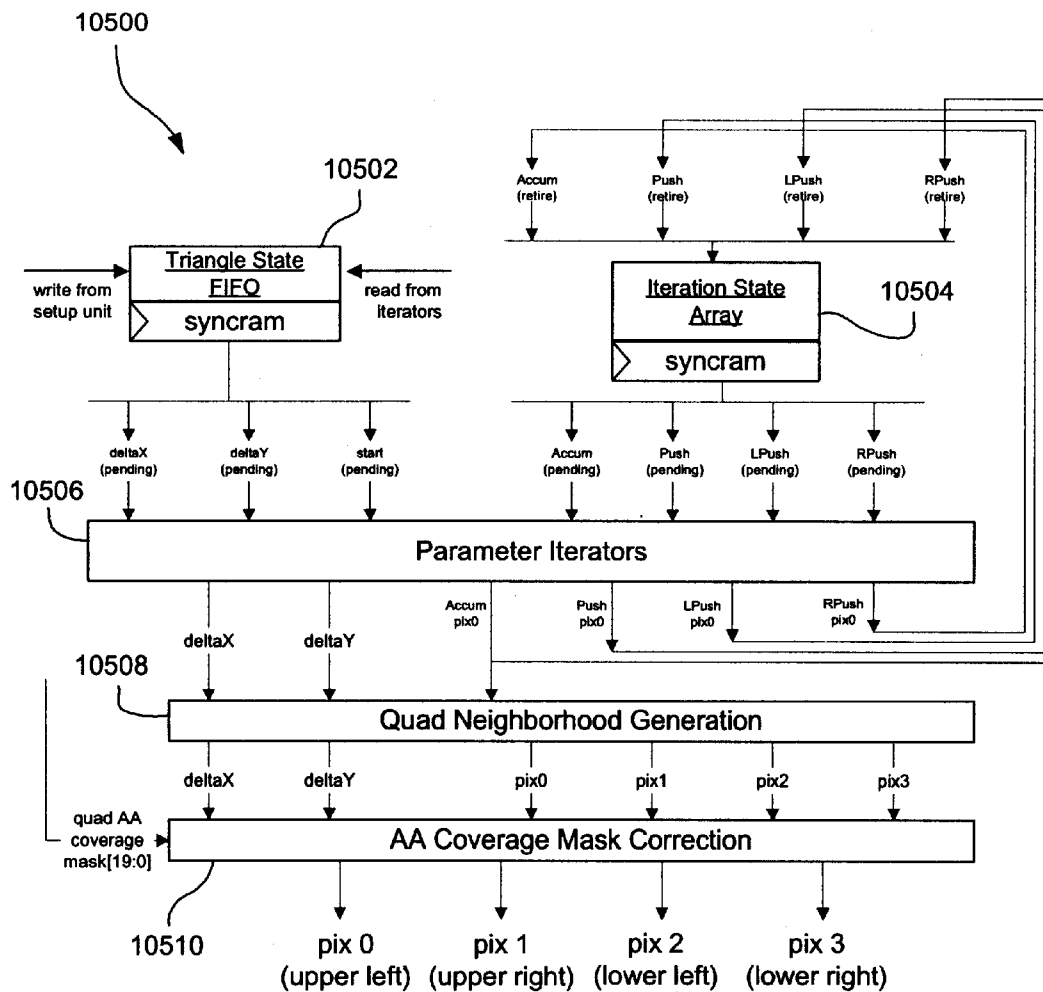 10500
10502
Accum
(retire)
Push
(retire)
LPush
(retire)
RPush
(retire)
write from
setup unit
Triangle State
FIFO
syncram
read from
iterators
Iteration State
Array
syncram
10504
deltaX
(pending)
deltaY
(pending)
start
(pending)
Accum
(pending)
Push
(pending)
LPush
(pending)
RPush
(pending)
10506
Parameter Iterators
deltaX
deltaY
Accum
pix0
Push
pix0
LPush
pix0
RPush
pix0
10508
Quad Neighborhood Generation
deltaX
deltaY
pix0
pix1
pix2
pix3
quad AA
coverage
mask[19:0]
AA Coverage Mask Correction
10510
pix 0
(upper left)
pix 1
(upper right)
pix 2
(lower left)
pix 3
(lower right)